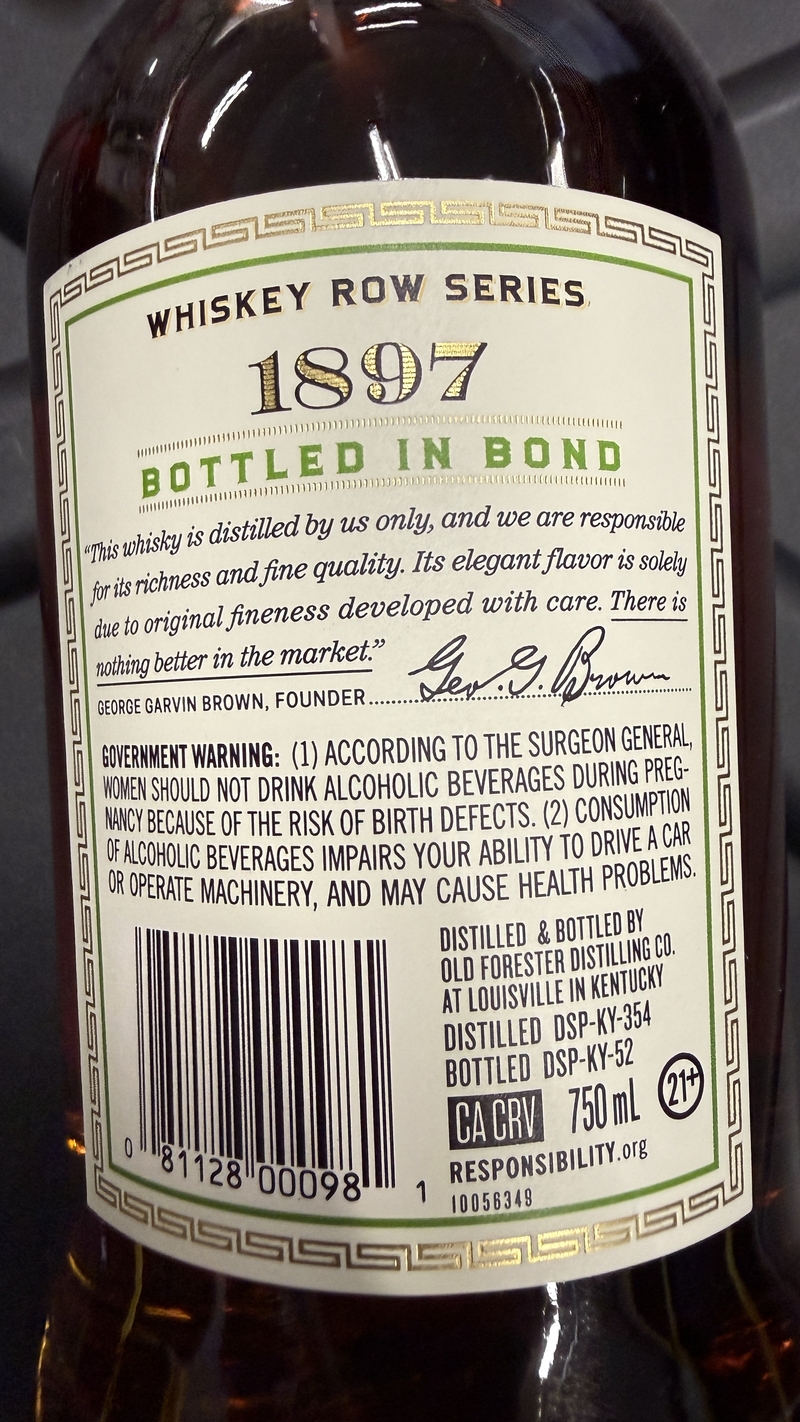 WHISKEY ROW SERIES
1897
BOTTLED IN BOND
“This whisky is distilled by us only, and we are responsible
for its richness and fine quality. Its elegant flavor is solely
due to original fineness developed with care. There is
nothing better in the market.”
GEORGE GARVIN BROWN, FOUNDER Geo. G. Brown
GOVERNMENT WARNING: (1) ACCORDING TO THE SURGEON GENERAL,
WOMEN SHOULD NOT DRINK ALCOHOLIC BEVERAGES DURING PREG-
NANCY BECAUSE OF THE RISK OF BIRTH DEFECTS. (2) CONSUMPTION
OF ALCOHOLIC BEVERAGES IMPAIRS YOUR ABILITY TO DRIVE A CAR
OR OPERATE MACHINERY, AND MAY CAUSE HEALTH PROBLEMS.
0 81128 00098 1
DISTILLED & BOTTLED BY
OLD FORESTER DISTILLING CO.
AT LOUISVILLE IN KENTUCKY
DISTILLED DSP-KY-354
BOTTLED DSP-KY-52
CA CRV 750 mL 21+
RESPONSIBILITY.org
10056349